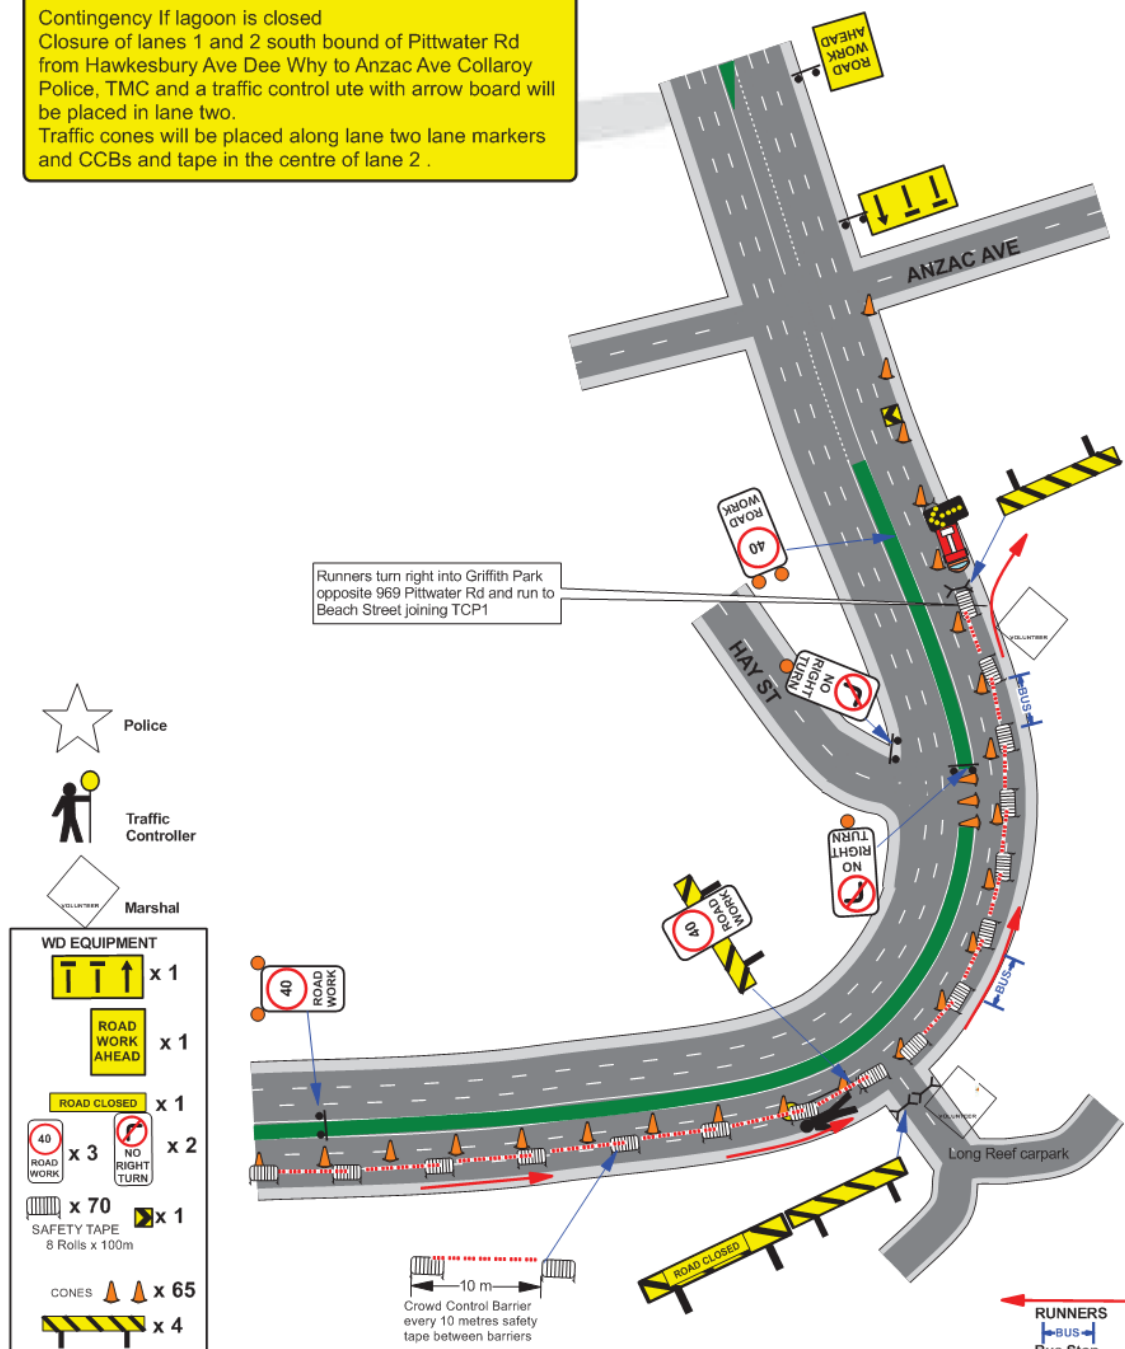 Contingency If lagoon is closed
Closure of lanes 1 and 2 south bound of Pittwater Rd
from Hawkesbury Ave Dee Why to Anzac Ave Collaroy
Police, TMC and a traffic control ute with arrow board will
be placed in lane two.
Traffic cones will be placed along lane two lane markers
and CCBs and tape in the centre of lane 2 .
ROAD
WORK
AHEAD
ANZAC AVE
ROAD
WORK
40
Runners turn right into Griffith Park
opposite 969 Pittwater Rd and run to
Beach Street joining TCP1
VOLUNTEER
HAY ST
NO
RIGHT
TURN
BUS
NO
RIGHT
TURN
40
ROAD
WORK
BUS
40
ROAD
WORK
VOLUNTEER
Long Reef carpark
ROAD CLOSED
10 m
Crowd Control Barrier
every 10 metres safety
tape between barriers
Police
Traffic
Controller
VOLUNTEER
Marshal
WD EQUIPMENT
x 1
ROAD
WORK
AHEAD
x 1
ROAD CLOSED
x 1
40
ROAD
WORK
x 3
NO
RIGHT
TURN
x 2
x 70
SAFETY TAPE
8 Rolls x 100m
x 1
CONES
x 65
x 4
RUNNERS
BUS
Bus Stop